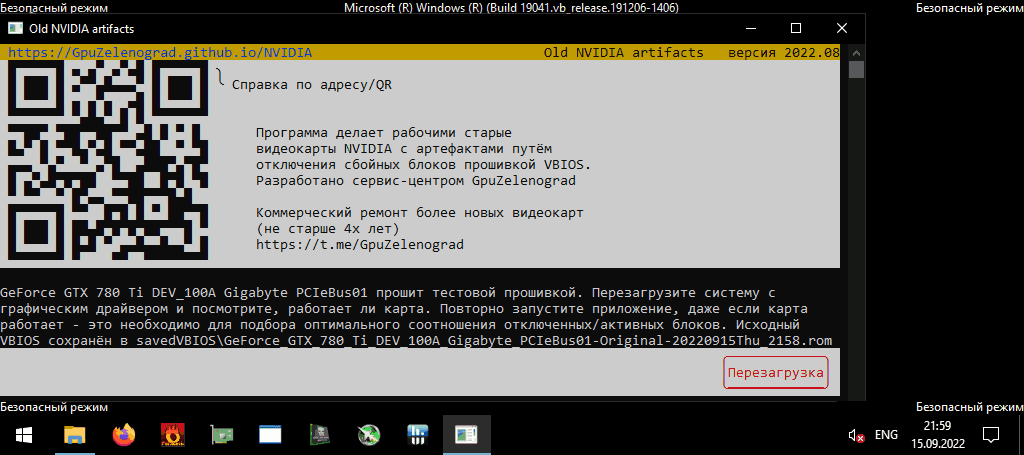 Безопасный режим Microsoft (R) Windows (R) (Build 19041.vb_release.191206-1406) Безопасный режим
Old NVIDIA artifacts
https://GpuZelenograd.github.io/NVIDIA Old NVIDIA artifacts версия 2022.08
Справка по адресу/QR
Программа делает рабочими старые
видеокарты NVIDIA с артефактами путём
отключения сбойных блоков прошивкой VBIOS.
Разработано сервис-центром GpuZelenograd
Коммерческий ремонт более новых видеокарт
(не старше 4х лет)
https://t.me/GpuZelenograd
GeForce GTX 780 Ti DEV_100A Gigabyte PCIeBus01 прошит тестовой прошивкой. Перезагрузите систему с
графическим драйвером и посмотрите, работает ли карта. Повторно запустите приложение, даже если карта
работает - это необходимо для подбора оптимального соотношения отключенных/активных блоков. Исходный
VBIOS сохранён в savedVBIOS\GeForce_GTX_780_Ti_DEV_100A_Gigabyte_PCIeBus01-Original-20220915Thu_2158.rom
Перезагрузка
Безопасный режим Безопасный режим
ENG
21:59
15.09.2022